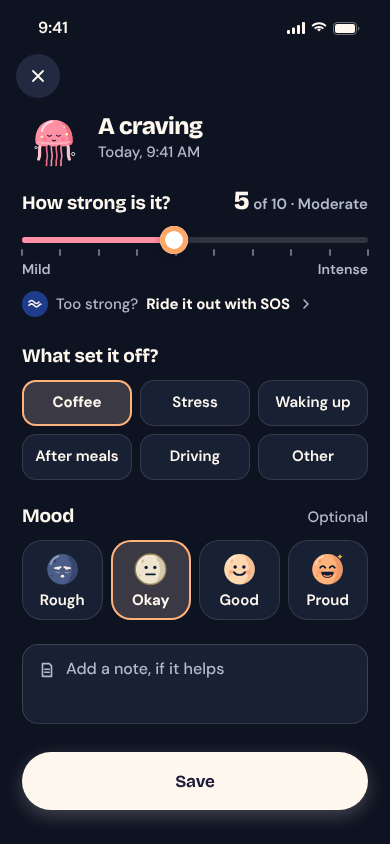 9:41
A craving
Today, 9:41 AM
How strong is it? 5 of 10 · Moderate
Mild Intense
Too strong? Ride it out with SOS
What set it off?
Coffee Stress Waking up
After meals Driving Other
Mood Optional
Rough Okay Good Proud
Add a note, if it helps
Save